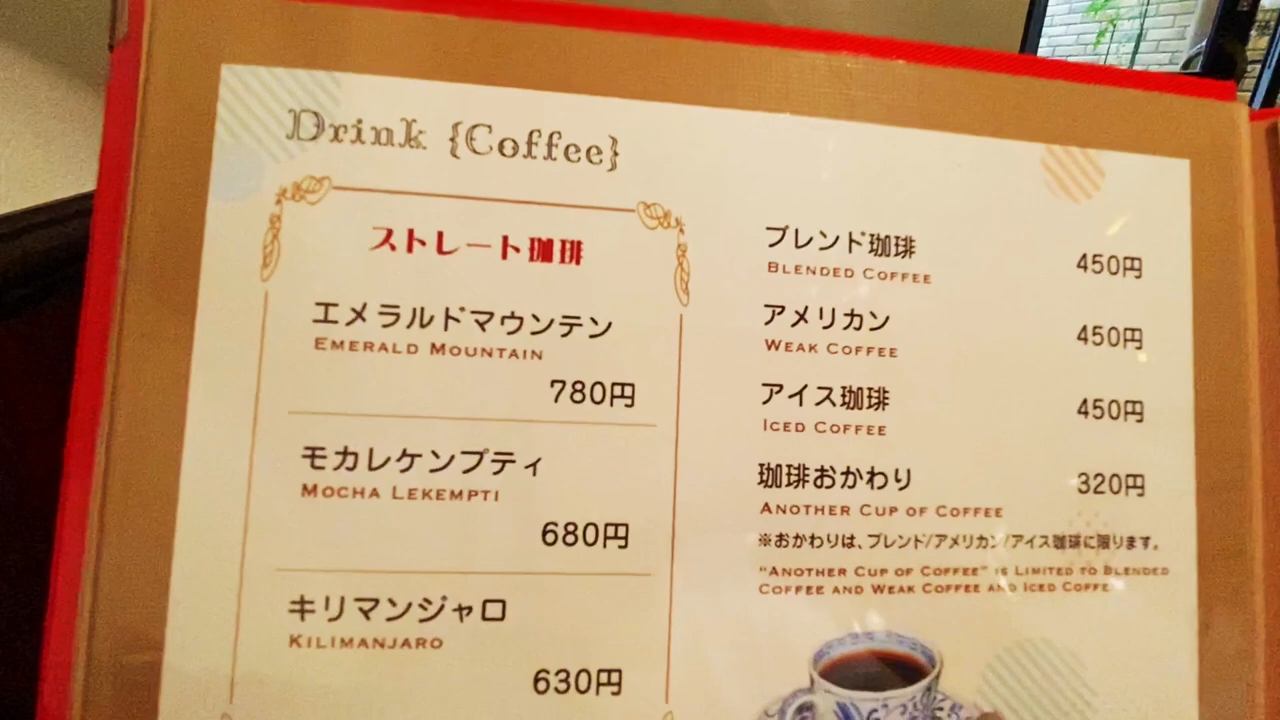 Drink {Coffee}
ストレート珈琲
エメラルドマウンテン
EMERALD MOUNTAIN
780円
モカレケンプティ
MOCHA LEKEMPTI
680円
キリマンジャロ
KILIMANJARO
630円
ブレンド珈琲
BLENDED COFFEE
450円
アメリカン
WEAK COFFEE
450円
アイス珈琲
ICED COFFEE
450円
珈琲おかわり
ANOTHER CUP OF COFFEE
320円
※おかわりは、ブレンド/アメリカン/アイス珈琲に限ります。
"ANOTHER CUP OF COFFEE" IS LIMITED TO BLENDED
COFFEE AND WEAK COFFEE AND ICED COFFE